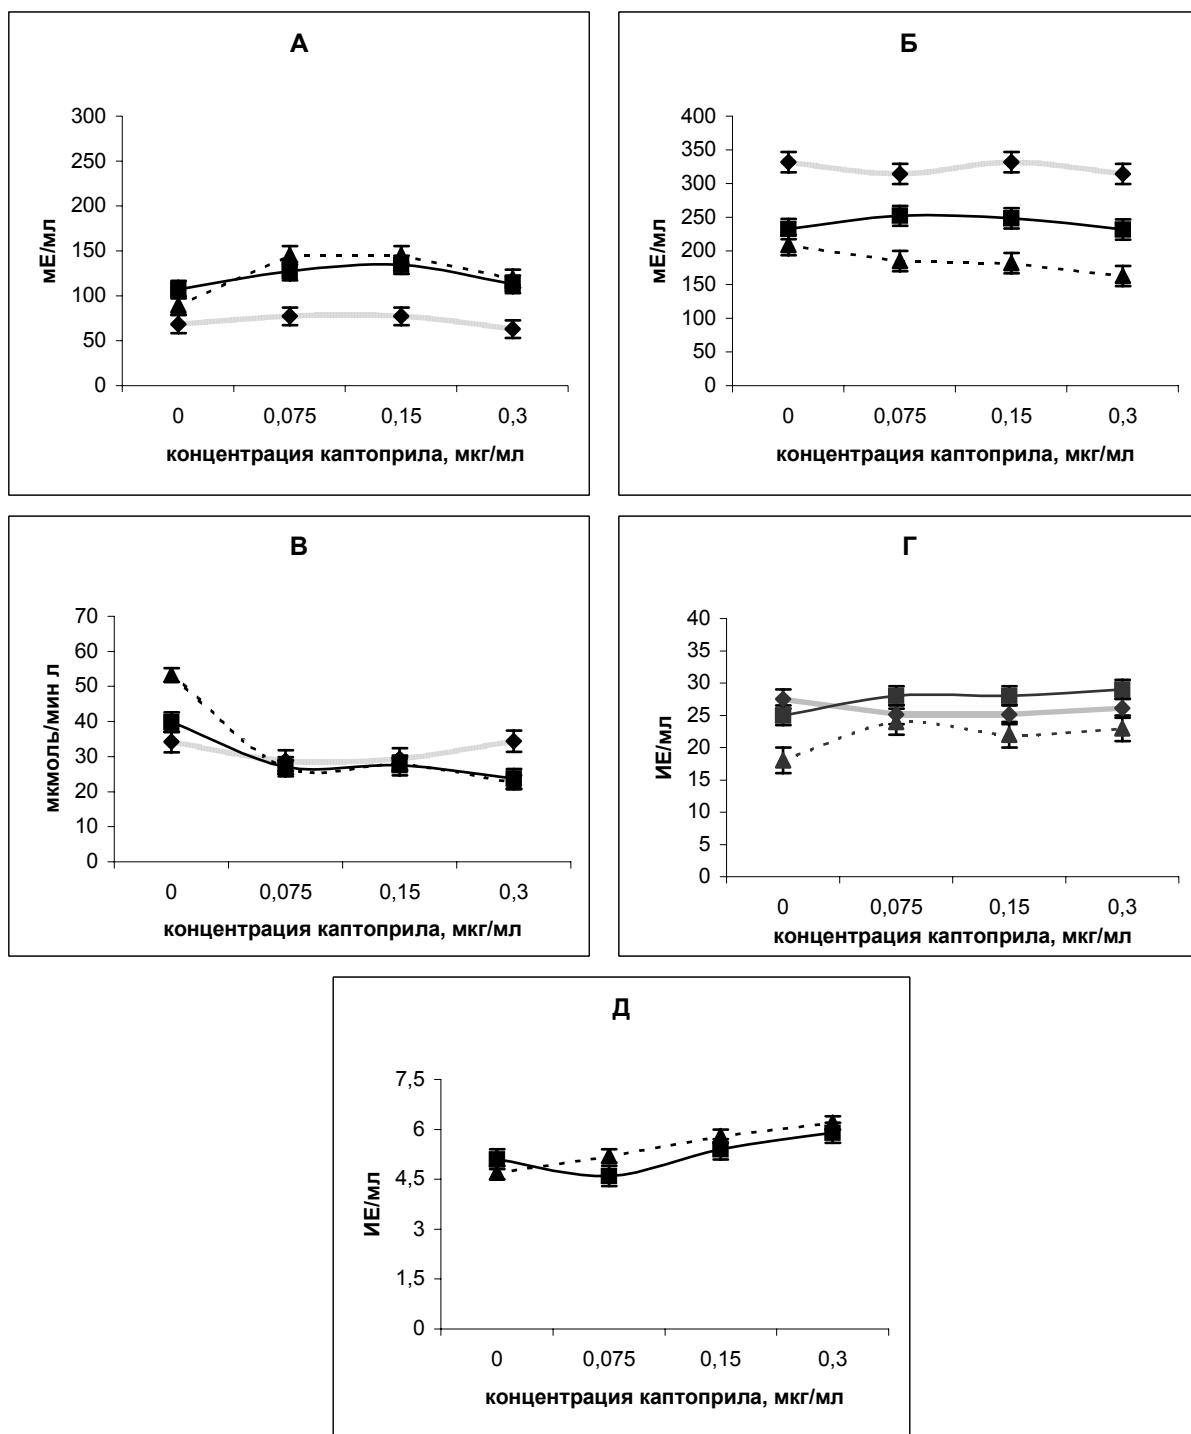 А
мЕ/мл
300
250
200
150
100
50
0
0 0,075 0,15 0,3
концентрация каптоприла, мкг/мл
Б
мЕ/мл
400
350
300
250
200
150
100
50
0
0 0,075 0,15 0,3
концентрация каптоприла, мкг/мл
В
мкмоль/мин л
70
60
50
40
30
20
10
0
0 0,075 0,15 0,3
концентрация каптоприла, мкг/мл
Г
ИЕ/мл
40
35
30
25
20
15
10
5
0
0 0,075 0,15 0,3
концентрация каптоприла, мкг/мл
Д
ИЕ/мл
7,5
6
4,5
3
1,5
0
0 0,075 0,15 0,3
концентрация каптоприла, мкг/мл